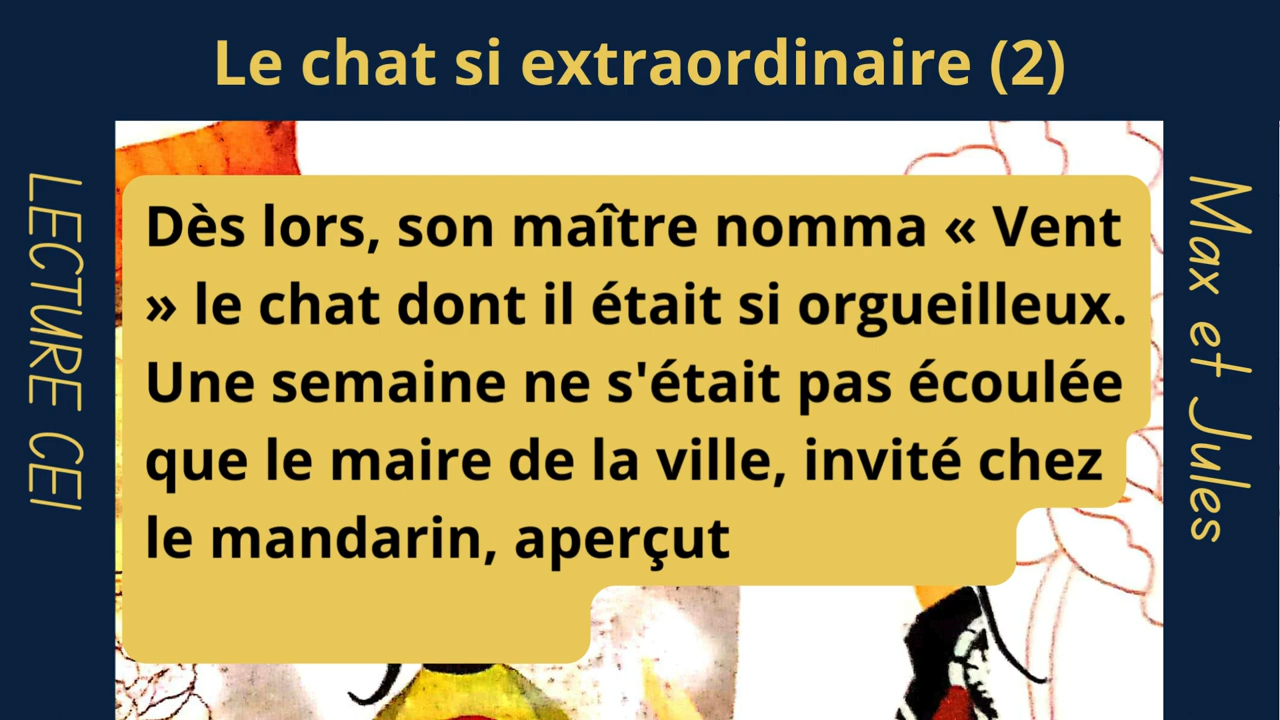 Le chat si extraordinaire (2)
LECTURE CE1
Dès lors, son maître nomma « Vent
» le chat dont il était si orgueilleux.
Une semaine ne s'était pas écoulée
que le maire de la ville, invité chez
le mandarin, aperçut
Max et Jules